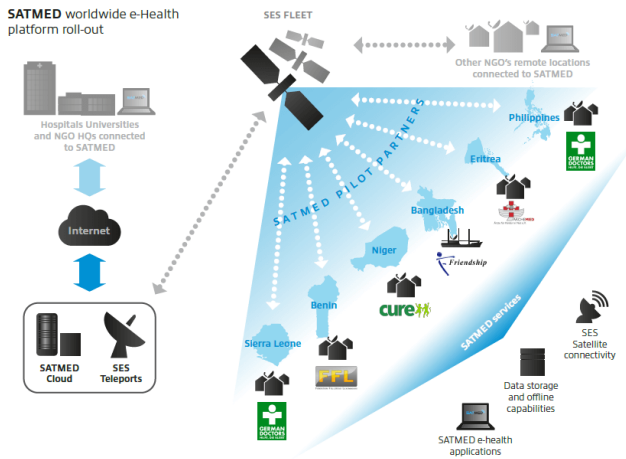 SATMED worldwide e-Health
platform roll-out
SES FLEET
Other NGO's remote locations
connected to SATMED
Hospitals Universities
and NGO HQs connected
to SATMED
Internet
SATMED
Cloud
SES
Teleports
SATMED PILOT PARTNERS
Philippines
GERMAN
DOCTORS
Eritrea
Bangladesh
Friendship
Niger
cure
Benin
FFL
Sierra Leone
GERMAN
DOCTORS
SATMED services
SES
Satellite
connectivity
Data storage
and offline
capabilities
SATMED e-health
applications